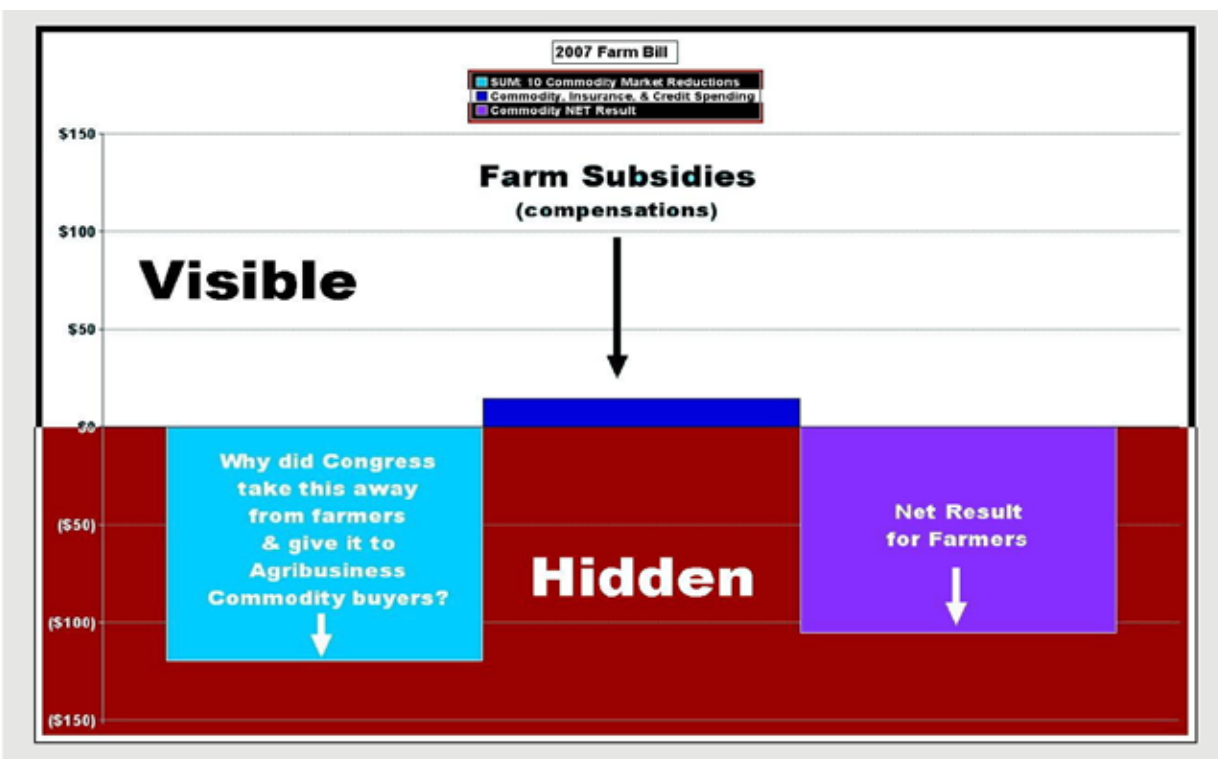 2007 Farm Bill
SUM: 10 Commodity Market Reductions
Commodity, Insurance, & Credit Spending
Commodity NET Result
$150
Farm Subsidies
(compensations)
$100
Visible
$50
$0
Why did Congress
take this away
from farmers
& give it to
Agribusiness
Commodity buyers?
Net Result
for Farmers
($50)
Hidden
($100)
($150)